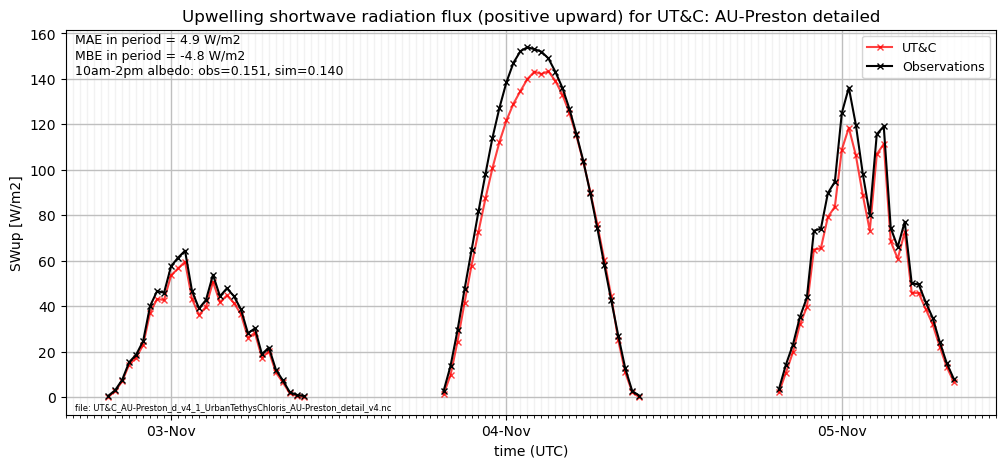 Upwelling shortwave radiation flux (positive upward) for UT&C: AU-Preston detailed
MAE in period = 4.9 W/m2
MBE in period = -4.8 W/m2
10am-2pm albedo: obs=0.151, sim=0.140
UT&C
Observations
160
140
120
100
80
60
40
20
0
SWup [W/m2]
file: UT&C_AU-Preston_d_v4_1_UrbanTethysChloris_AU-Preston_detail_v4.nc
03-Nov
04-Nov
05-Nov
time (UTC)